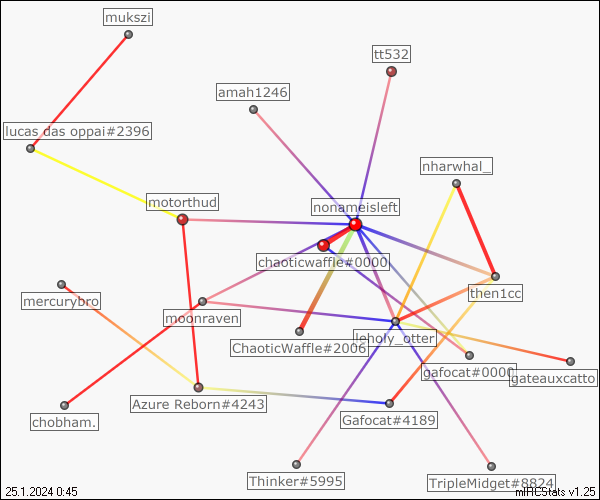 mukszi
tt532
amah1246
lucas das oppai#2396
nharwhal_
motorthud
nonameisleft
chaoticwaffle#0000
mercurybro
then1cc
moonraven
ChaoticWaffle#2006
leholy_otter
gafocat#0000
gateauxcatto
Azure Reborn#4243
chobham.
Gafocat#4189
Thinker#5995
TripleMidget#8824
25.1.2024 0:45
mIRCStats v1.25